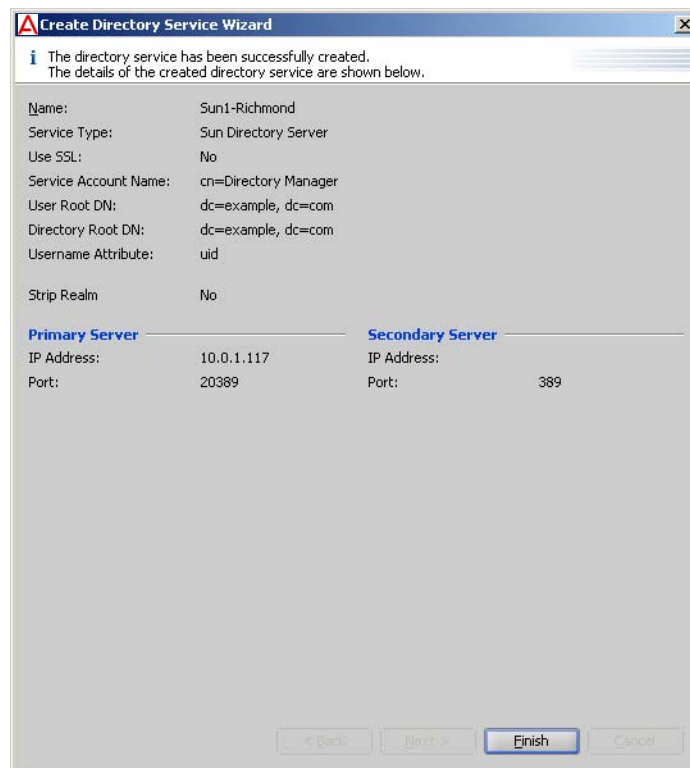 Create Directory Service Wizard
The directory service has been successfully created.
The details of the created directory service are shown below.
Name: Sun1-Richmond
Service Type: Sun Directory Server
Use SSL: No
Service Account Name: cn=Directory Manager
User Root DN: dc=example, dc=com
Directory Root DN: dc=example, dc=com
Username Attribute: uid
Strip Realm No
Primary Server Secondary Server
IP Address: 10.0.1.117 IP Address:
Port: 20389 Port: 389
< Back Next > Finish Cancel